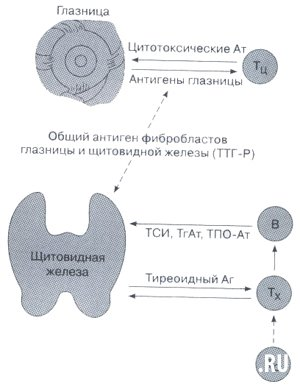 Глазница
Цитотоксические Ат
Тц
Антигены глазницы
Общий антиген фибробластов
глазницы и щитовидной железы (ТТГ-Р)
Щитовидная
железа
ТСИ, ТгАт, ТПО-Ат
В
Тиреоидный Аг
Тх
.RU